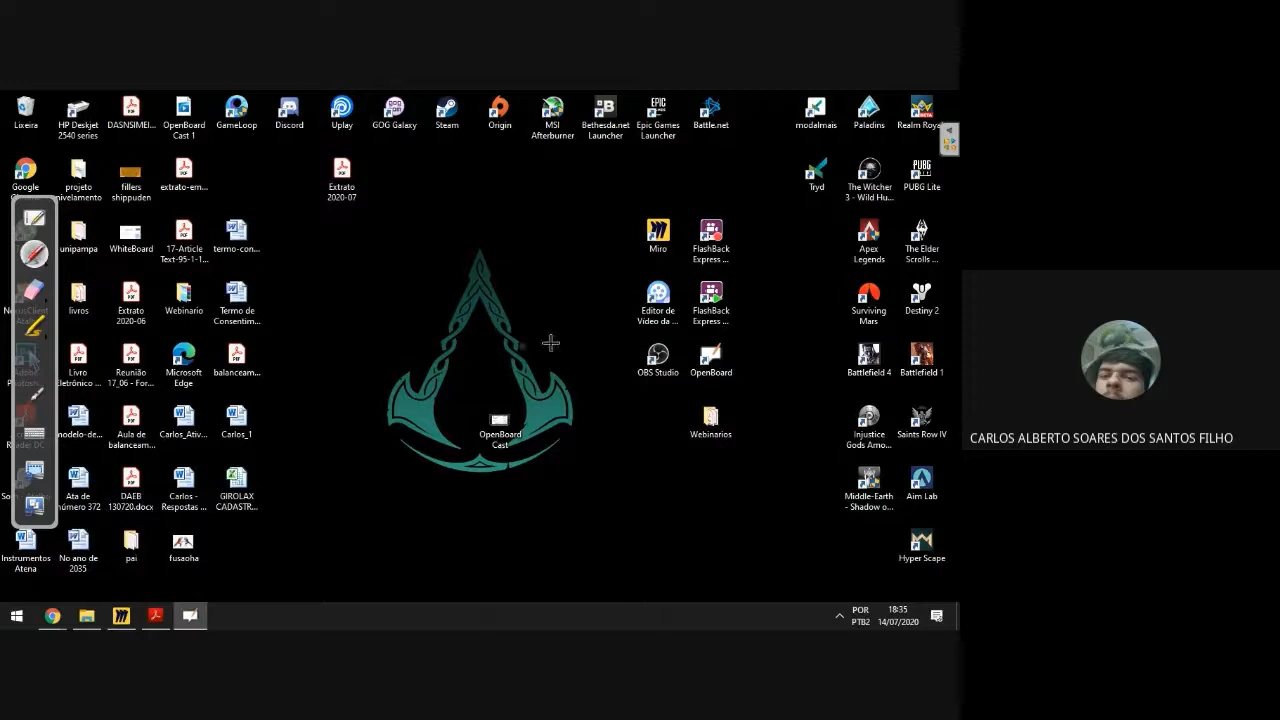 Lixeira
HP Deskjet
2540 series
DASNSIMEI...
OpenBoard
Cast 1
GameLoop
Discord
Uplay
GOG Galaxy
Steam
Origin
MSI
Afterburner
Bethesda.net
Launcher
Epic Games
Launcher
Battle.net
modalmais
Paladins
Realm Roya
Google
projeto
nivelamento
fillers
shippuden
extrato-em...
Extrato
2020-07
Tryd
The Witcher
3 - Wild Hu...
PUBG Lite
unipampa
WhiteBoard
17-Article
Text-95-1-1...
termo-con...
Miro
FlashBack
Express ...
Apex
Legends
The Elder
Scrolls ...
livros
Extrato
2020-06
Webinario
Termo de
Consentim...
Editor de
Vídeo da ...
FlashBack
Express ...
Surviving
Mars
Destiny 2
Livro
Eletrônico ...
Reunião
17_06 - For...
Microsoft
Edge
balanceam...
OBS Studio
OpenBoard
Battlefield 4
Battlefield 1
modelo-de...
Aula de
balanceam...
Carlos_Ativ...
Carlos_1
OpenBoard
Cast
Webinarios
Injustice
Gods Amo...
Saints Row IV
Ata de
número 372
DAEB
130720.docx
Carlos -
Respostas ...
GIROLAX
CADASTR...
Middle-Earth
- Shadow o...
Aim Lab
Instrumentos
Atena
No ano de
2035
pai
fusaoha
Hyper Scape
POR
PTB2
18:35
14/07/2020
CARLOS ALBERTO SOARES DOS SANTOS FILHO